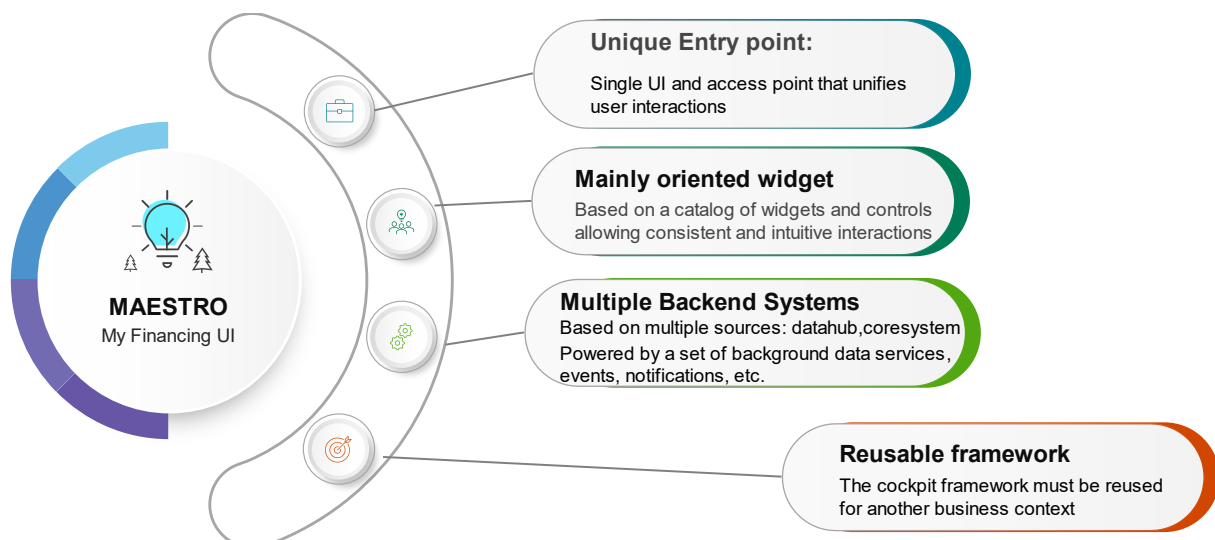 Unique Entry point:
Single UI and access point that unifies
user interactions
Mainly oriented widget
Based on a catalog of widgets and controls
allowing consistent and intuitive interactions
MAESTRO
My Financing UI
Multiple Backend Systems
Based on multiple sources: datahub,coresystem
Powered by a set of background data services,
events, notifications, etc.
Reusable framework
The cockpit framework must be reused
for another business context